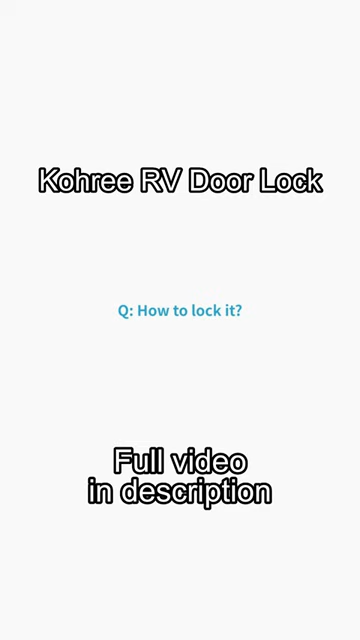 Kohree RV Door Lock
Q: How to lock it?
Full video
in description